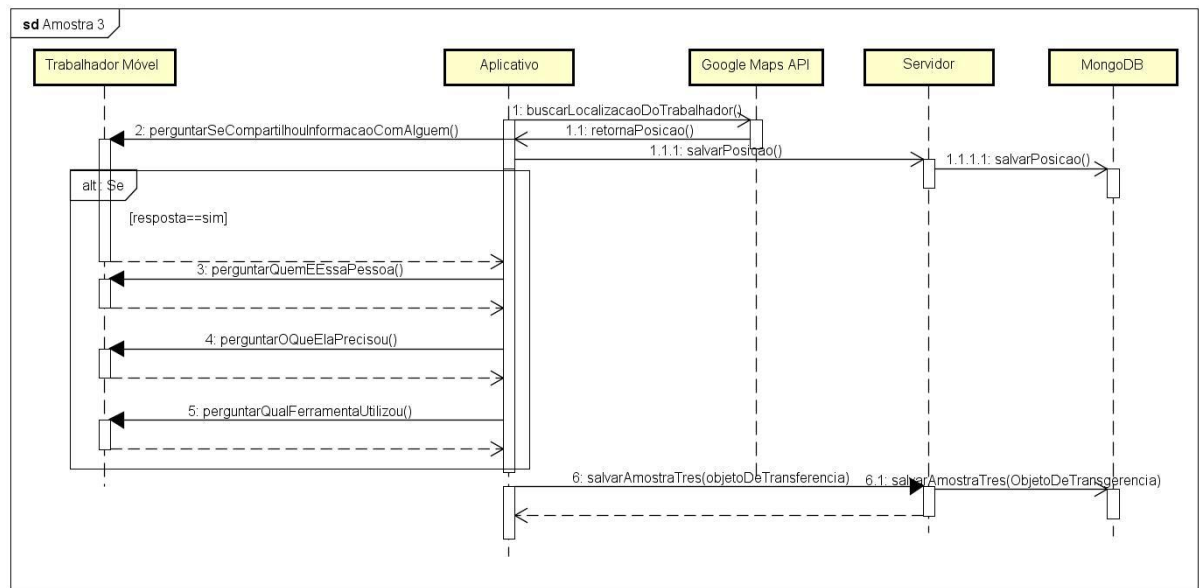 sd Amostra 3
Trabalhador Móvel
Aplicativo
Google Maps API
Servidor
MongoDB
1: buscarLocalizacaoDoTrabalhador()
2: perguntarSeCompartilhouInformacaoComAlguem()
1.1: retornaPosicao()
1.1.1: salvarPosicao()
1.1.1.1: salvarPosicao()
alt : Se
[resposta==sim]
3: perguntarQuemEEssaPessoa()
4: perguntarOQueElaPrecisou()
5: perguntarQualFerramentaUtilizou()
6: salvarAmostraTres(objetoDeTransferencia)
6.1: salvarAmostraTres(ObjetoDeTransgerencia)